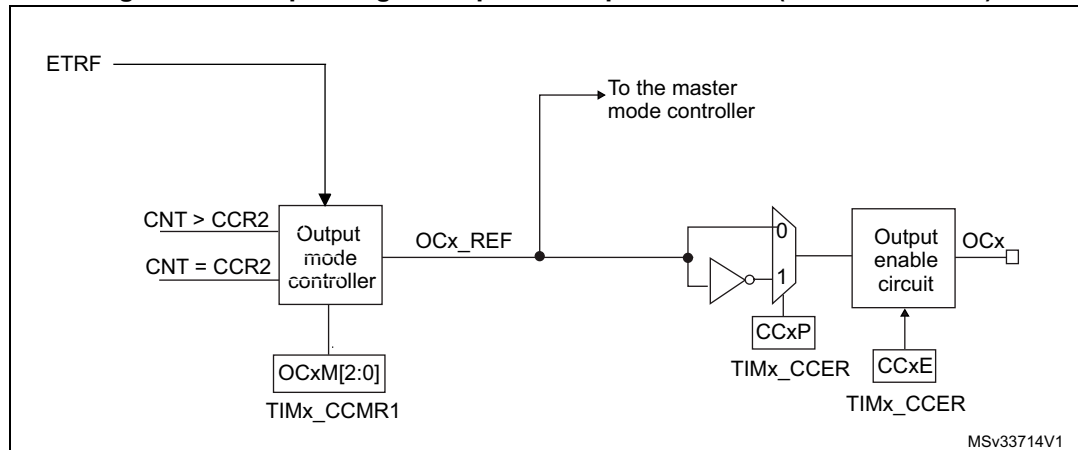 ETRF
To the master
mode controller
CNT > CCR2
CNT = CCR2
Output
mode
controller
OCx_REF
0
1
Output
enable
circuit
OCx
CCxP
TIMx_CCER
CCxE
TIMx_CCER
OCxM[2:0]
TIMx_CCMR1
MSv33714V1